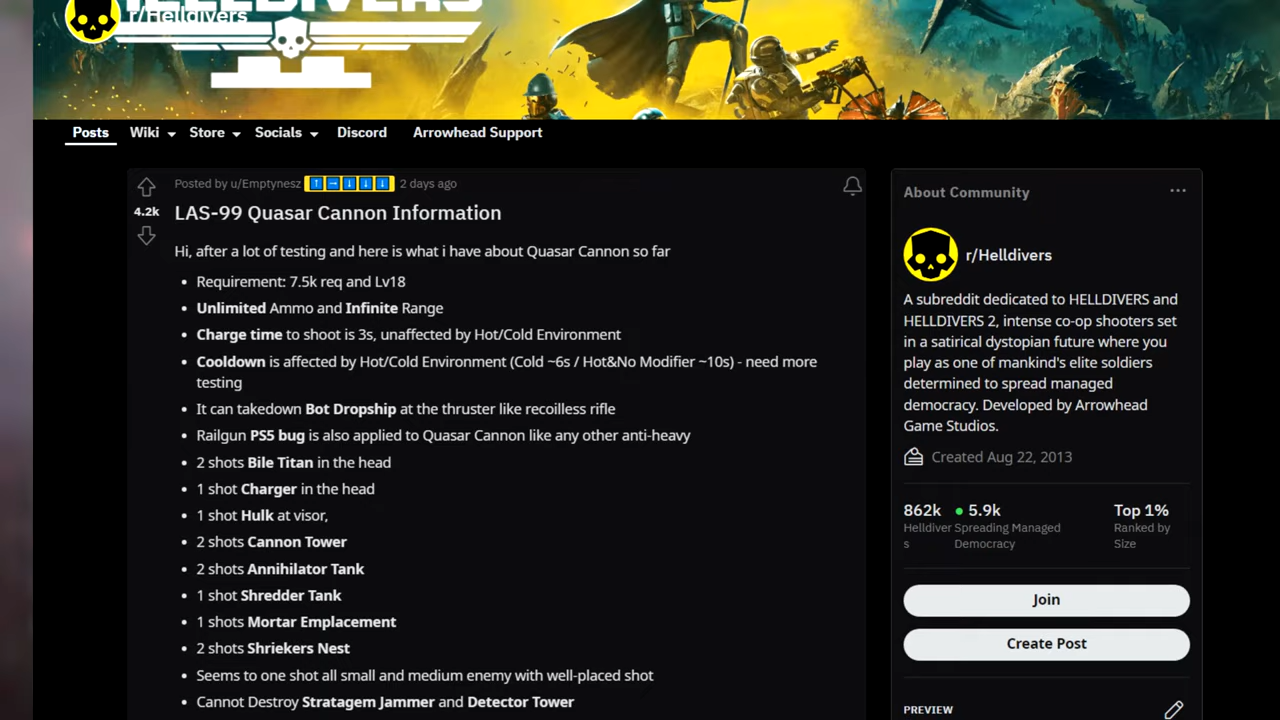 HELLDIVERS
r/Helldivers
Posts Wiki Store Socials Discord Arrowhead Support
Posted by u/Emptynesz ⬆️➡️⬇️⬇️⬇️ 2 days ago
4.2k
LAS-99 Quasar Cannon Information
Hi, after a lot of testing and here is what i have about Quasar Cannon so far
• Requirement: 7.5k req and Lv18
• Unlimited Ammo and Infinite Range
• Charge time to shoot is 3s, unaffected by Hot/Cold Environment
• Cooldown is affected by Hot/Cold Environment (Cold ~6s / Hot&No Modifier ~10s) - need more
testing
• It can takedown Bot Dropship at the thruster like recoilless rifle
• Railgun PS5 bug is also applied to Quasar Cannon like any other anti-heavy
• 2 shots Bile Titan in the head
• 1 shot Charger in the head
• 1 shot Hulk at visor,
• 2 shots Cannon Tower
• 2 shots Annihilator Tank
• 1 shot Shredder Tank
• 1 shots Mortar Emplacement
• 2 shots Shriekers Nest
• Seems to one shot all small and medium enemy with well-placed shot
• Cannot Destroy Stratagem Jammer and Detector Tower
About Community
r/Helldivers
A subreddit dedicated to HELLDIVERS and
HELLDIVERS 2, intense co-op shooters set
in a satirical dystopian future where you
play as one of mankind's elite soldiers
determined to spread managed
democracy. Developed by Arrowhead
Game Studios.
Created Aug 22, 2013
862k 5.9k Top 1%
Helldiver Spreading Managed Ranked by
s Democracy Size
Join
Create Post
PREVIEW